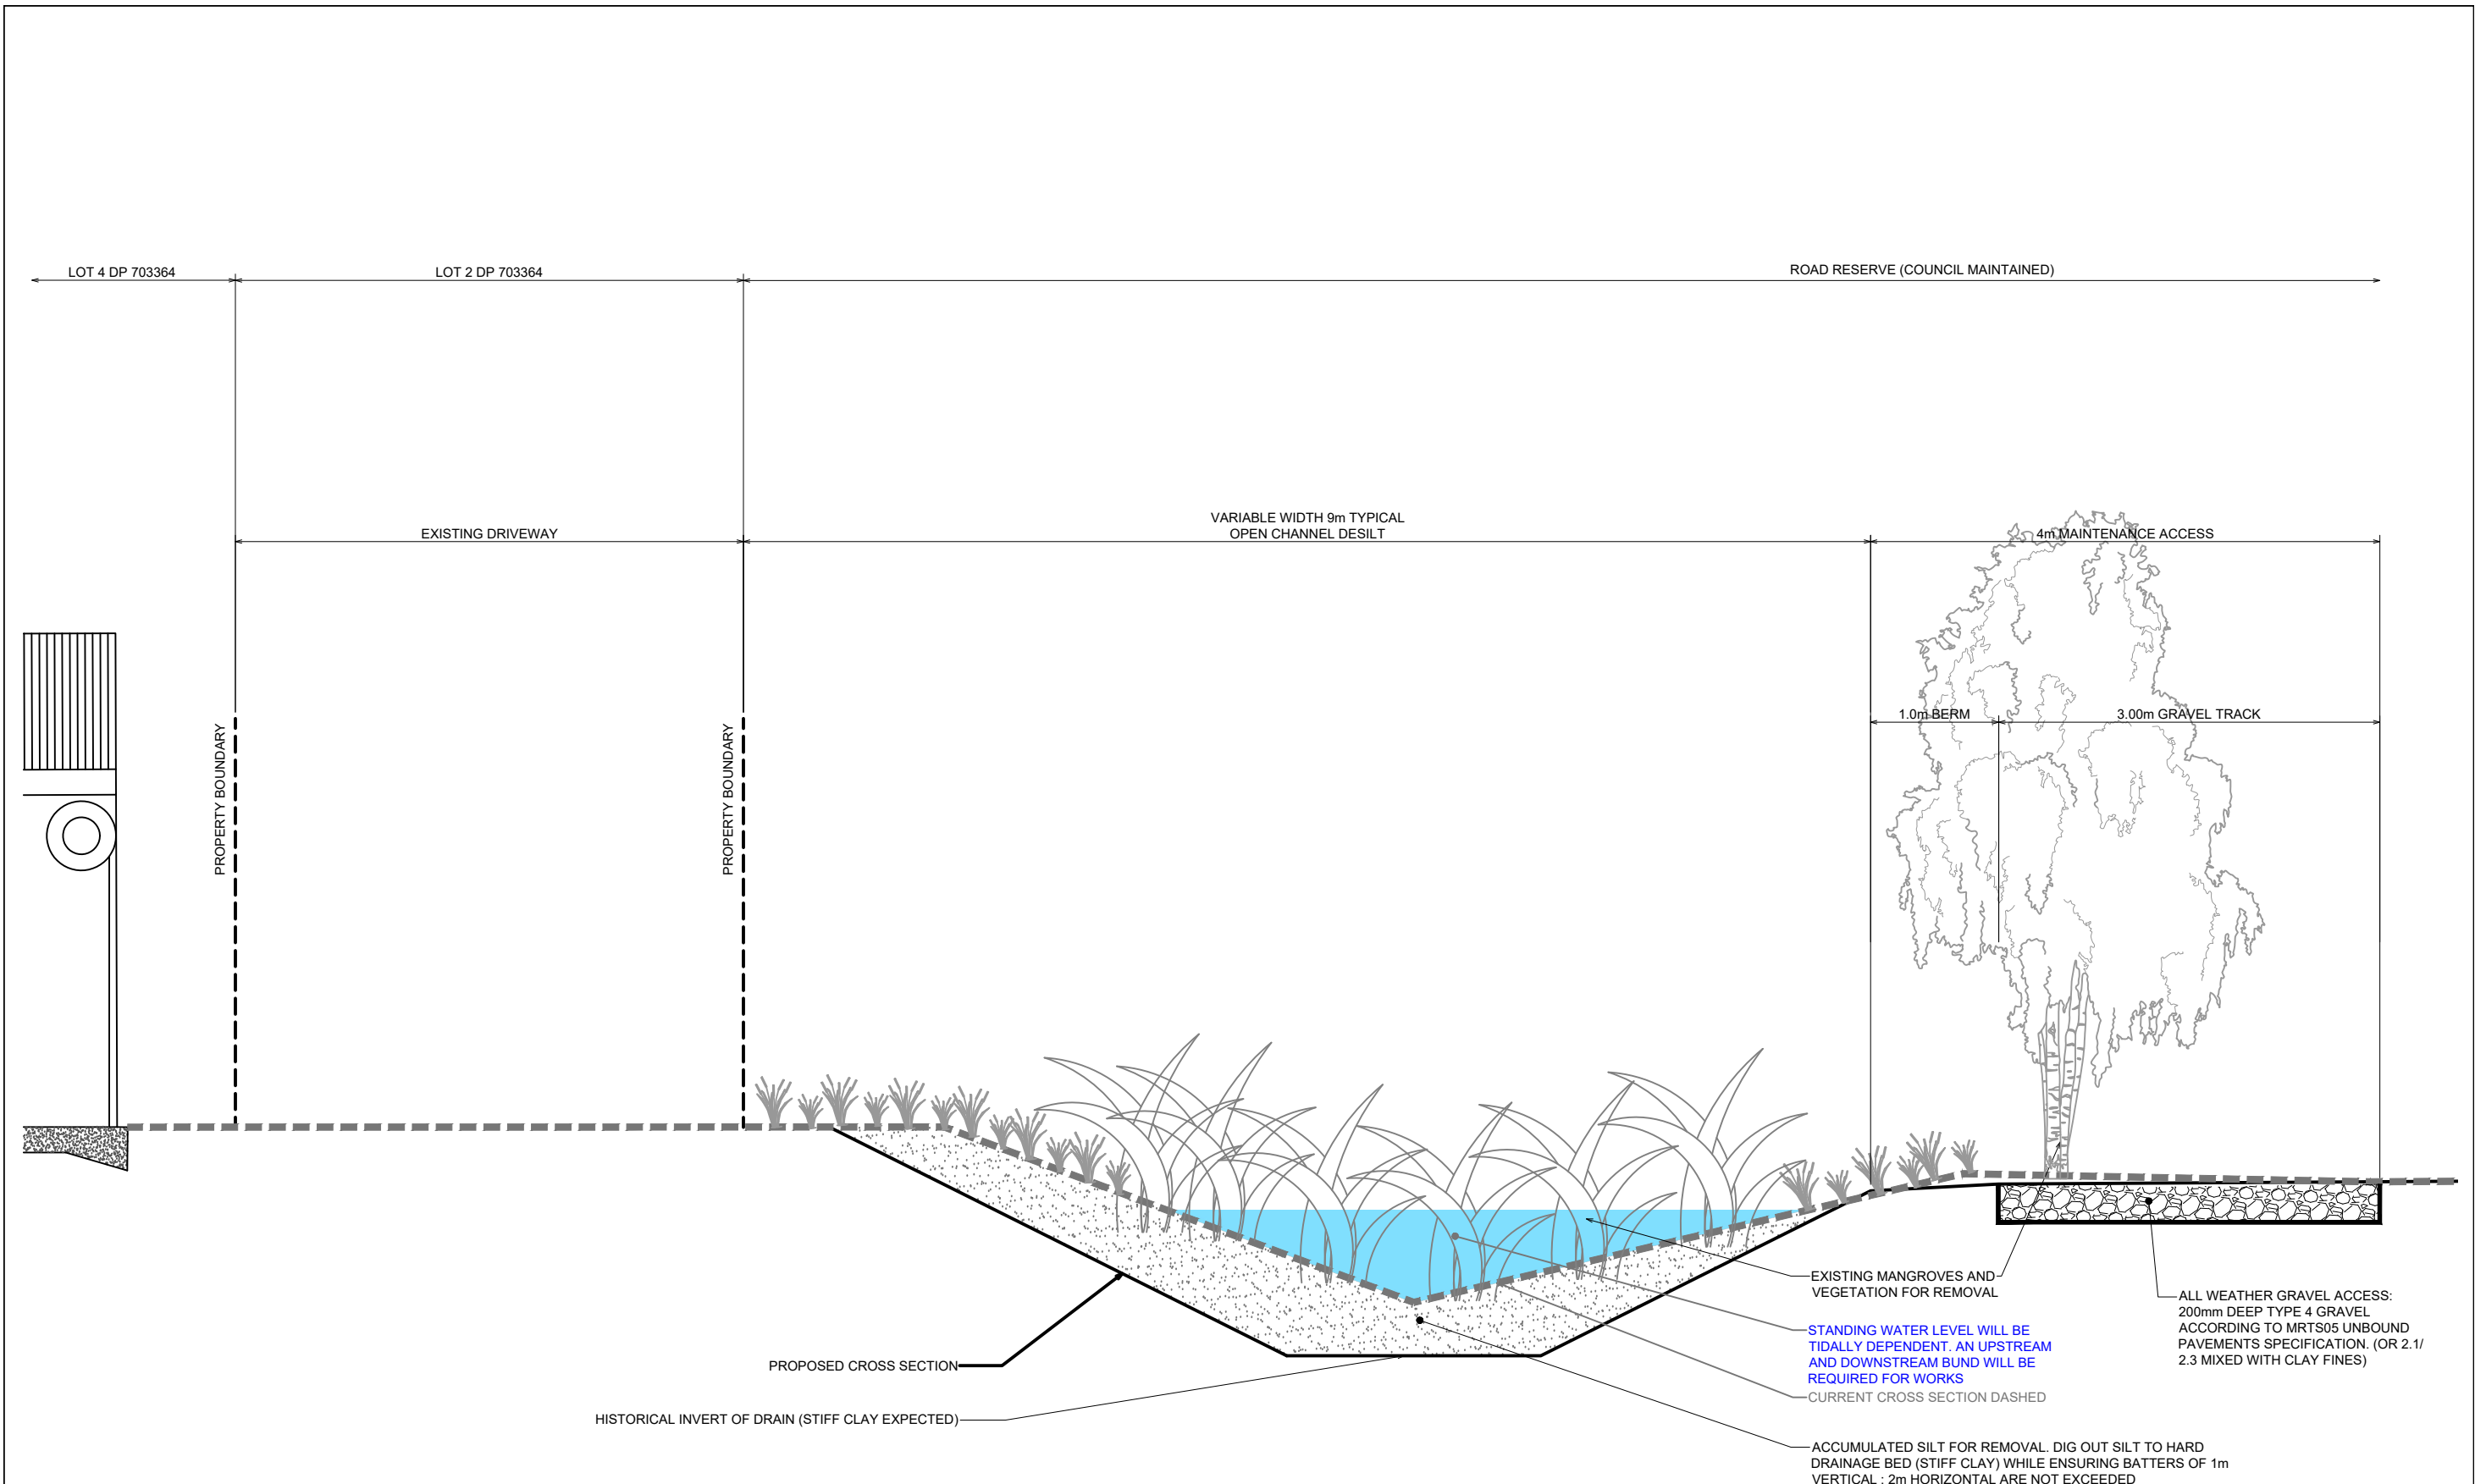 LOT 4 DP 703364
LOT 2 DP 703364
ROAD RESERVE (COUNCIL MAINTAINED)
EXISTING DRIVEWAY
VARIABLE WIDTH 9m TYPICAL
OPEN CHANNEL DESILT
4m MAINTENANCE ACCESS
1.0m BERM
3.00m GRAVEL TRACK
PROPERTY BOUNDARY
PROPERTY BOUNDARY
EXISTING MANGROVES AND
VEGETATION FOR REMOVAL
ALL WEATHER GRAVEL ACCESS:
200mm DEEP TYPE 4 GRAVEL
ACCORDING TO MRTS05 UNBOUND
PAVEMENTS SPECIFICATION. (OR 2.1/
2.3 MIXED WITH CLAY FINES)
STANDING WATER LEVEL WILL BE
TIDALLY DEPENDENT. AN UPSTREAM
AND DOWNSTREAM BUND WILL BE
REQUIRED FOR WORKS
PROPOSED CROSS SECTION
CURRENT CROSS SECTION DASHED
HISTORICAL INVERT OF DRAIN (STIFF CLAY EXPECTED)
ACCUMULATED SILT FOR REMOVAL. DIG OUT SILT TO HARD
DRAINAGE BED (STIFF CLAY) WHILE ENSURING BATTERS OF 1m
VERTICAL : 2m HORIZONTAL ARE NOT EXCEEDED